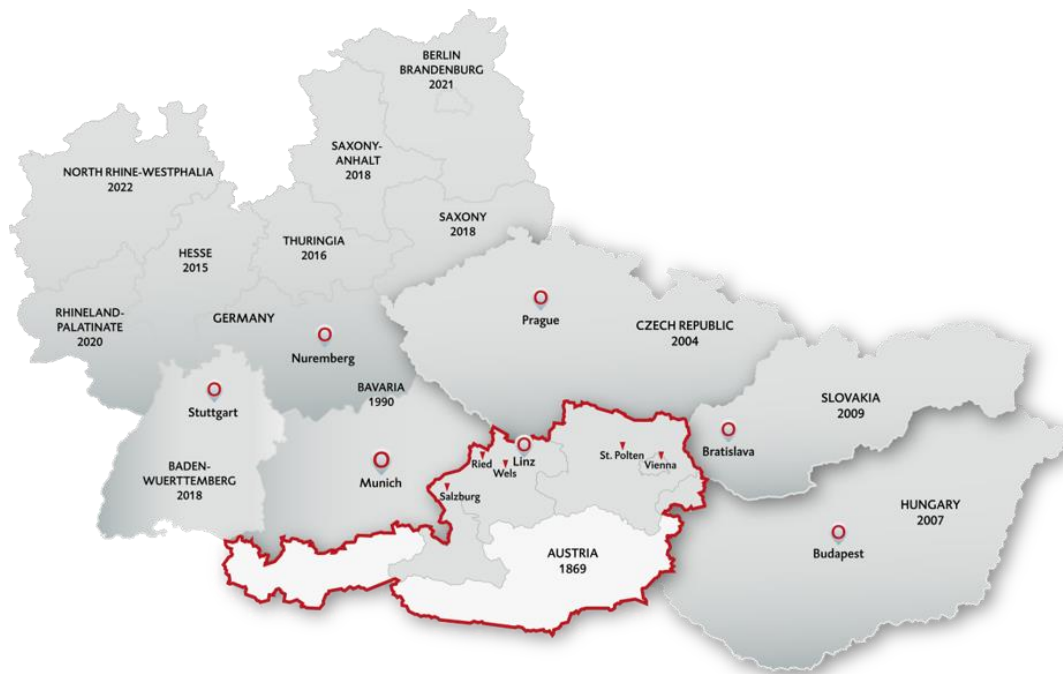 BERLIN
BRANDENBURG
2021
SAXONY-
ANHALT
2018
NORTH RHINE-WESTPHALIA
2022
SAXONY
2018
THURINGIA
2016
HESSE
2015
RHINELAND-
PALATINATE
2020
GERMANY
Nuremberg
Prague
CZECH REPUBLIC
2004
BAVARIA
1990
Stuttgart
SLOVAKIA
2009
Bratislava
St. Polten
Vienna
Ried
Linz
Wels
Salzburg
Munich
BADEN-
WUERTTEMBERG
2018
HUNGARY
2007
Budapest
AUSTRIA
1869